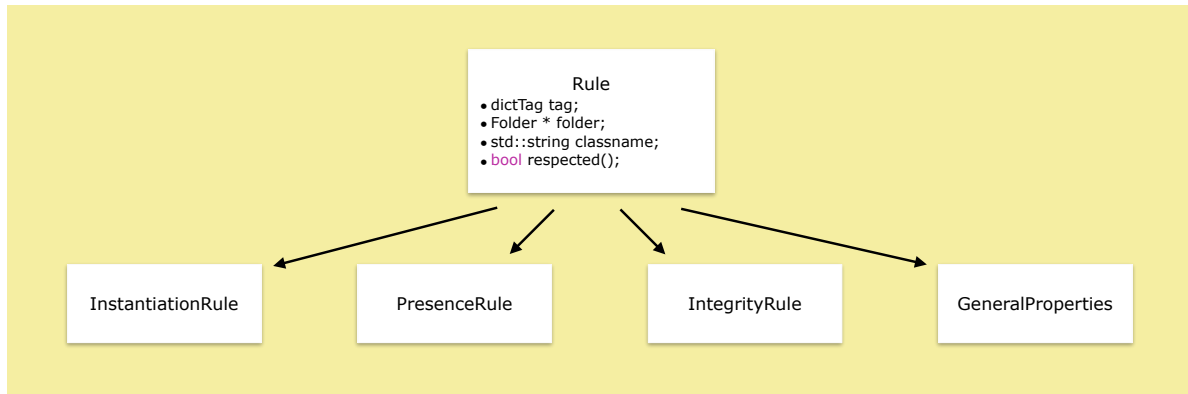 Rule
• dictTag tag;
• Folder * folder;
• std::string classname;
• bool respected();
InstantiationRule
PresenceRule
IntegrityRule
GeneralProperties